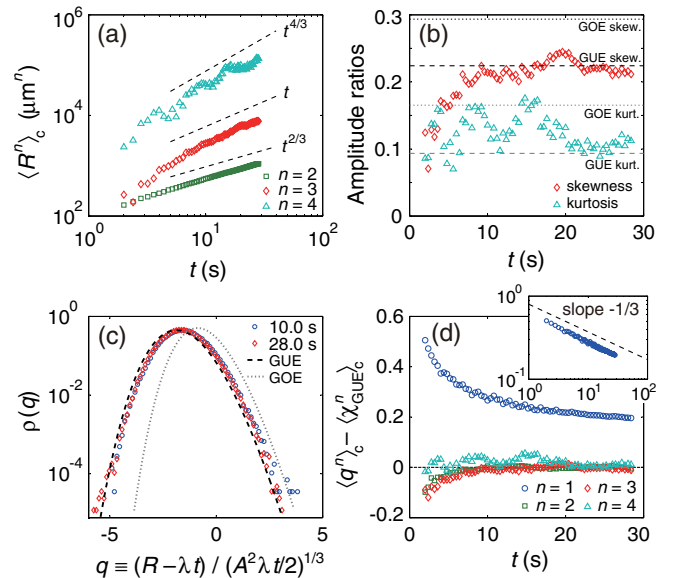 (a)
t^{4/3}
t
t^{2/3}
⟨R^n⟩_c (μm^n)
10^6
10^4
10^2
n = 2
n = 3
n = 4
10^0 10^1 10^2
t (s)
(b)
GOE skew.
GUE skew.
GOE kurt.
GUE kurt.
Amplitude ratios
0.3
0.2
0.1
0
skewness
kurtosis
0 10 20 30
t (s)
(c)
10.0 s
28.0 s
GUE
GOE
ρ (q)
10^0
10^-2
10^-4
-5 0 5
q ≡ (R − λt) / (A^2 λt/2)^{1/3}
(d)
slope -1/3
10^0
10^-1
10^0 10^1 10^2
⟨q^n⟩_c − ⟨χ^n_GUE⟩_c
0.6
0.4
0.2
0
-0.2
n = 1 n = 3
n = 2 n = 4
0 10 20 30
t (s)